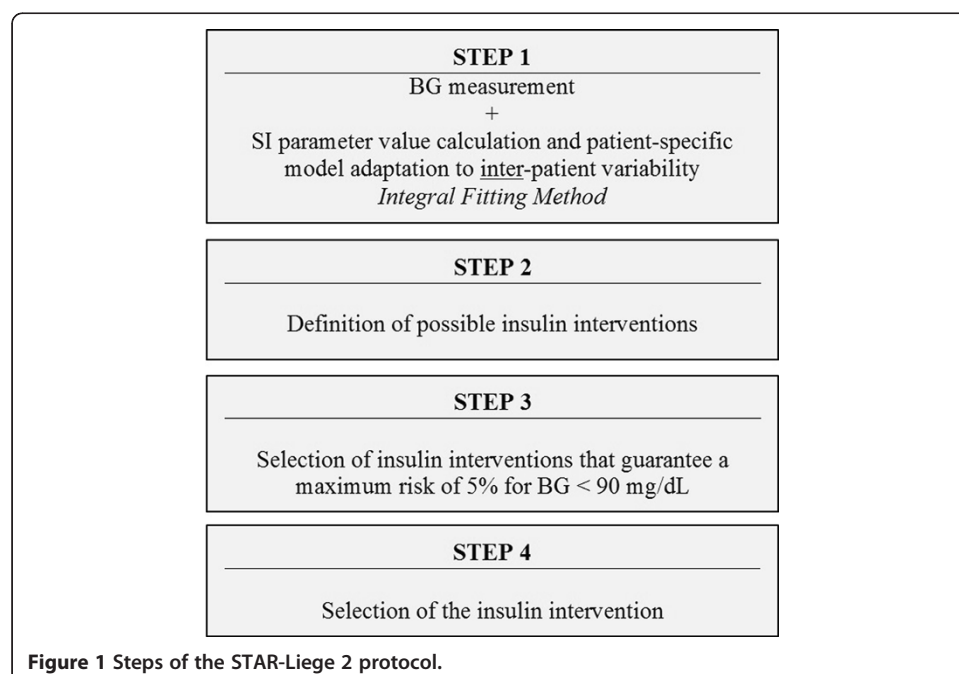 STEP 1
BG measurement
+
SI parameter value calculation and patient-specific
model adaptation to inter-patient variability
Integral Fitting Method
STEP 2
Definition of possible insulin interventions
STEP 3
Selection of insulin interventions that guarantee a
maximum risk of 5% for BG < 90 mg/dL
STEP 4
Selection of the insulin intervention
Figure 1 Steps of the STAR-Liege 2 protocol.